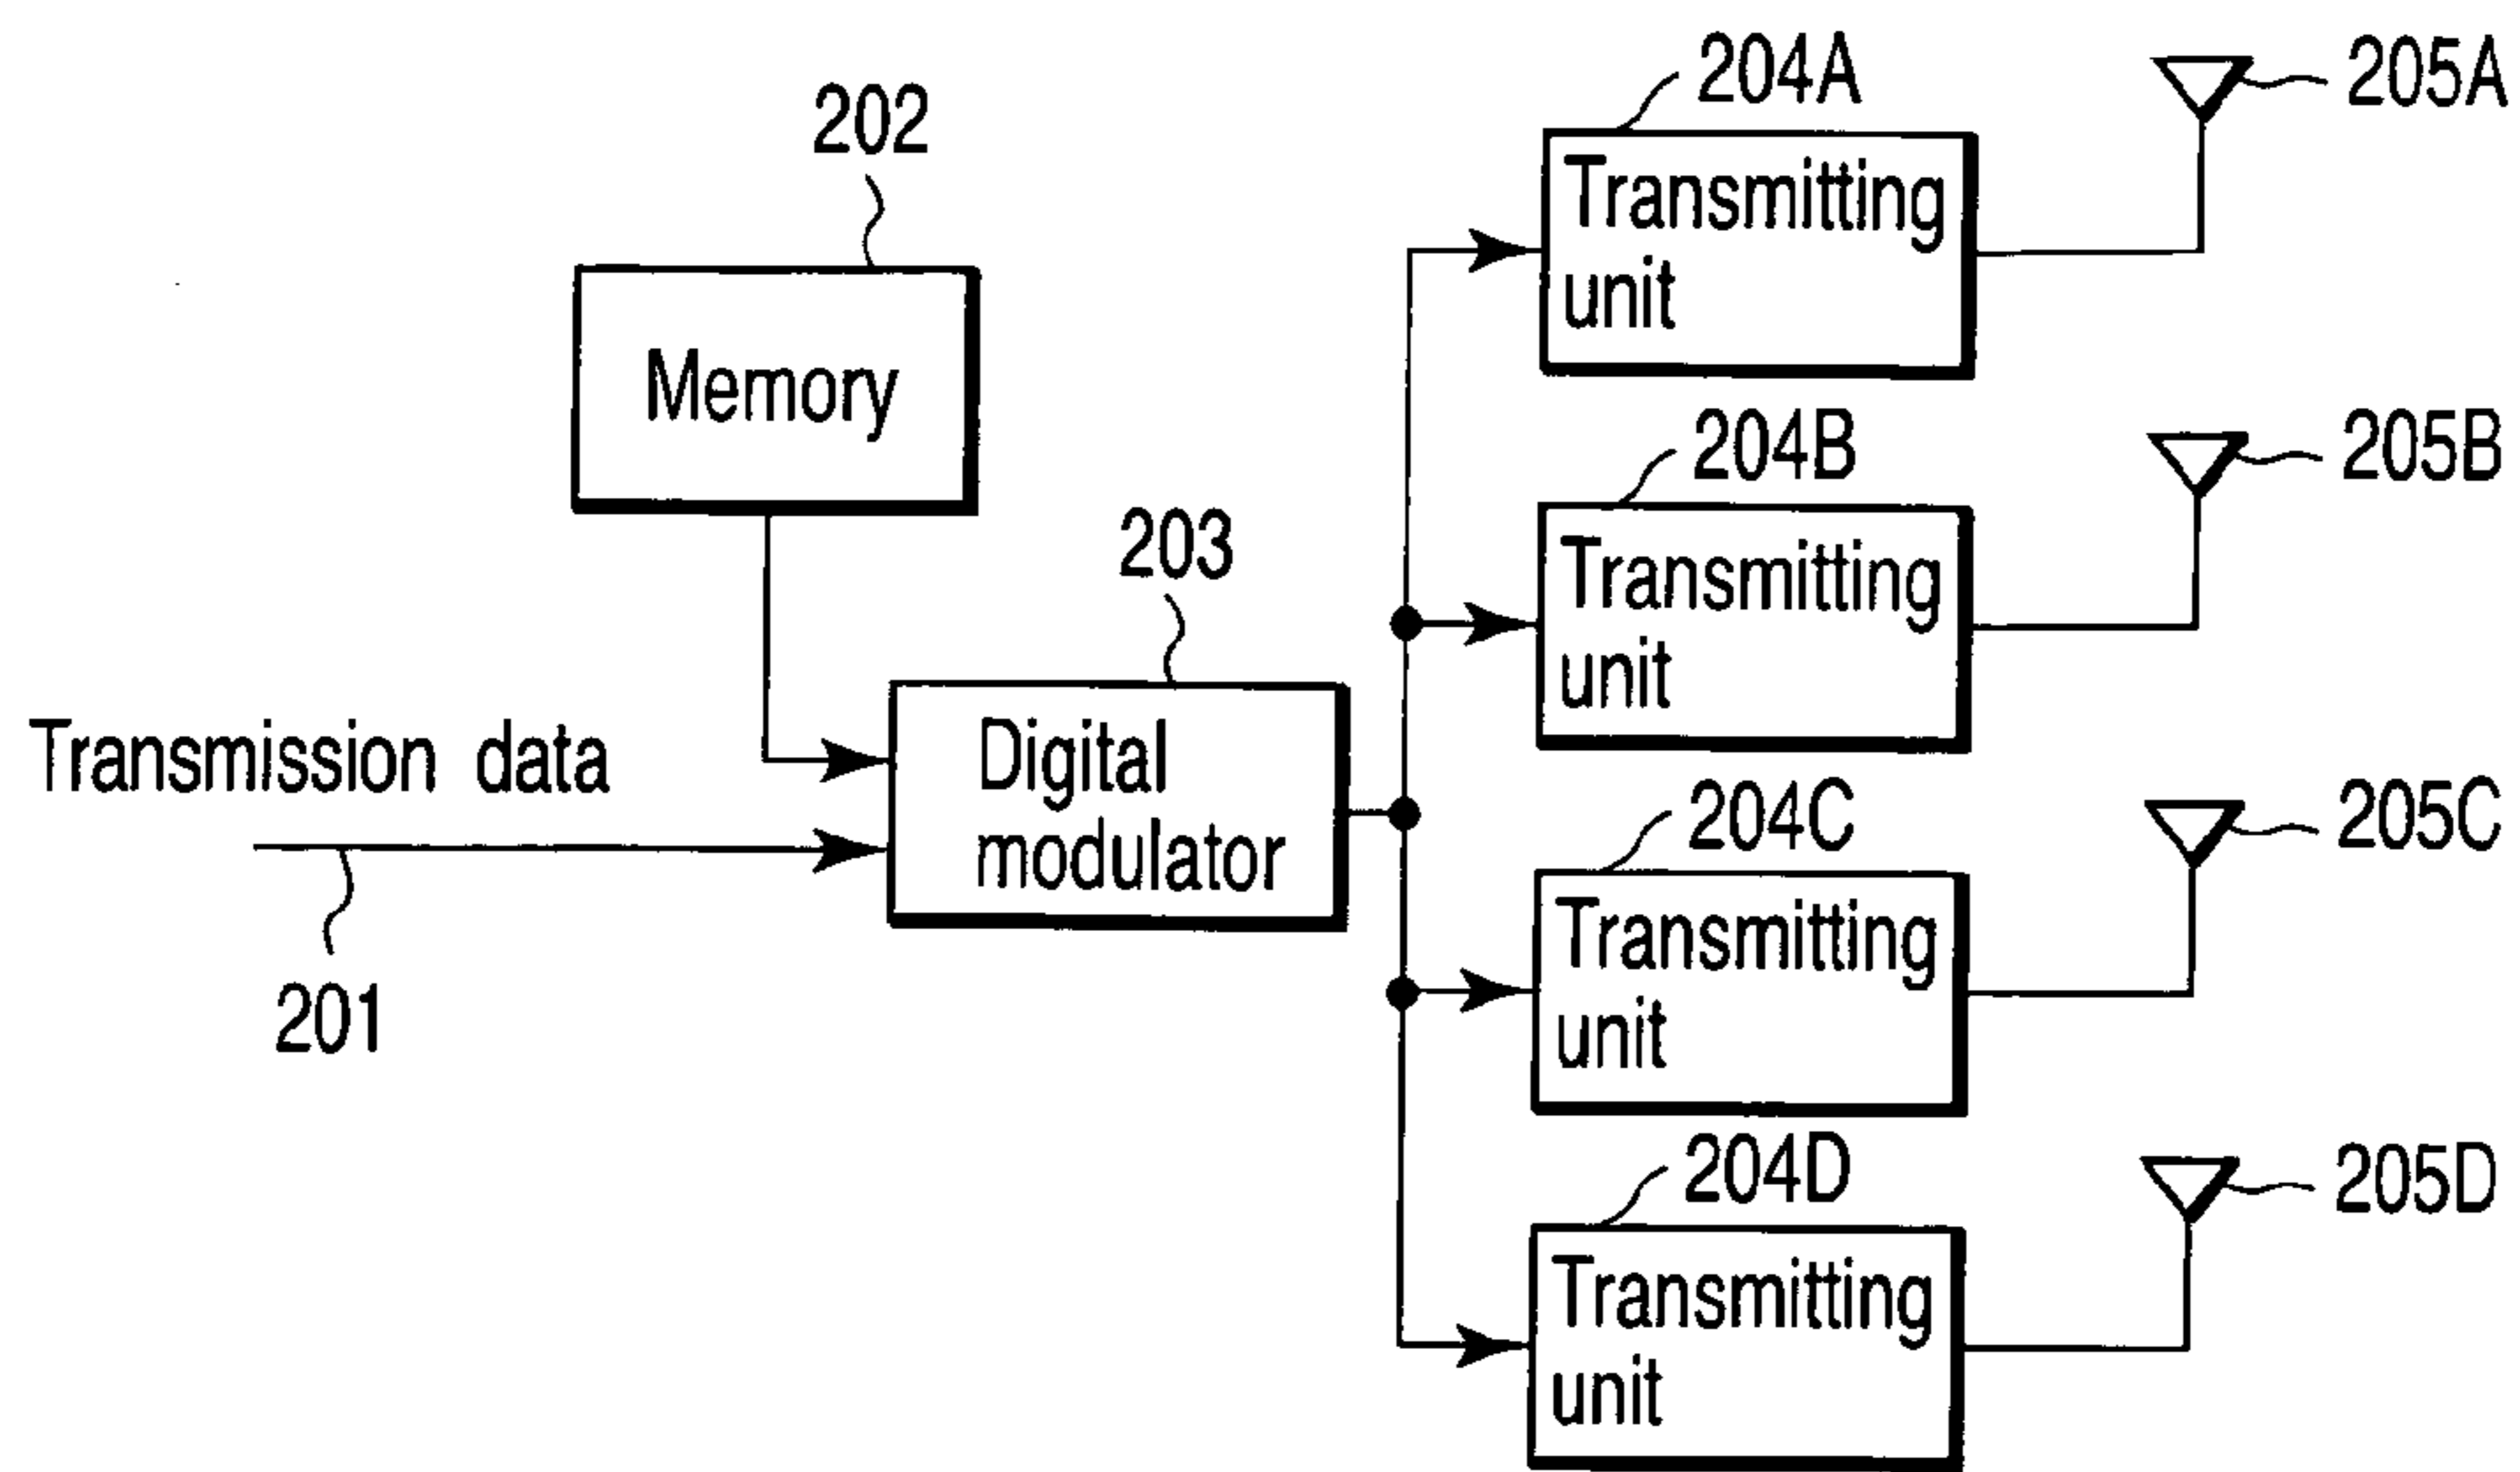 204A
205A
202
Transmitting
unit
Memory
204B
205B
203
Transmitting
unit
Transmission data
Digital
modulator
204C
205C
Transmitting
unit
201
204D
205D
Transmitting
unit